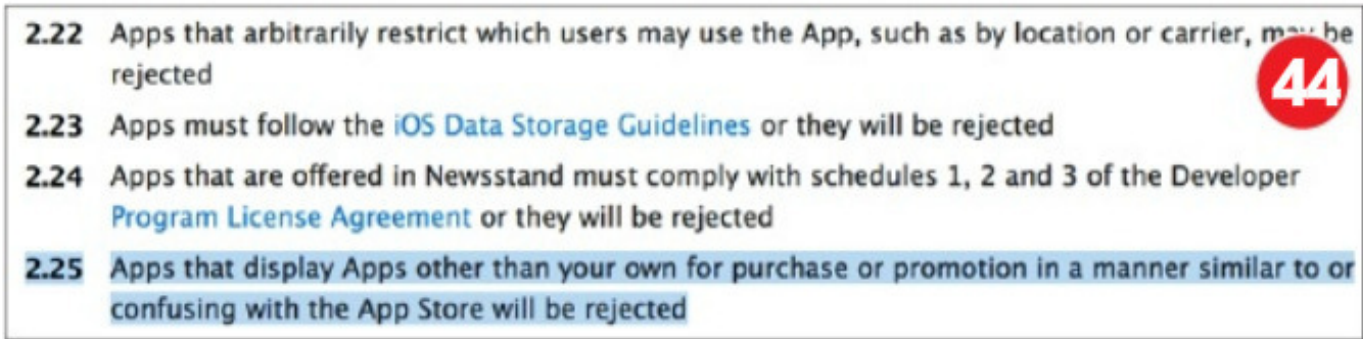 2.22 Apps that arbitrarily restrict which users may use the App, such as by location or carrier, may be
rejected
44
2.23 Apps must follow the iOS Data Storage Guidelines or they will be rejected
2.24 Apps that are offered in Newsstand must comply with schedules 1, 2 and 3 of the Developer
Program License Agreement or they will be rejected
2.25 Apps that display Apps other than your own for purchase or promotion in a manner similar to or
confusing with the App Store will be rejected